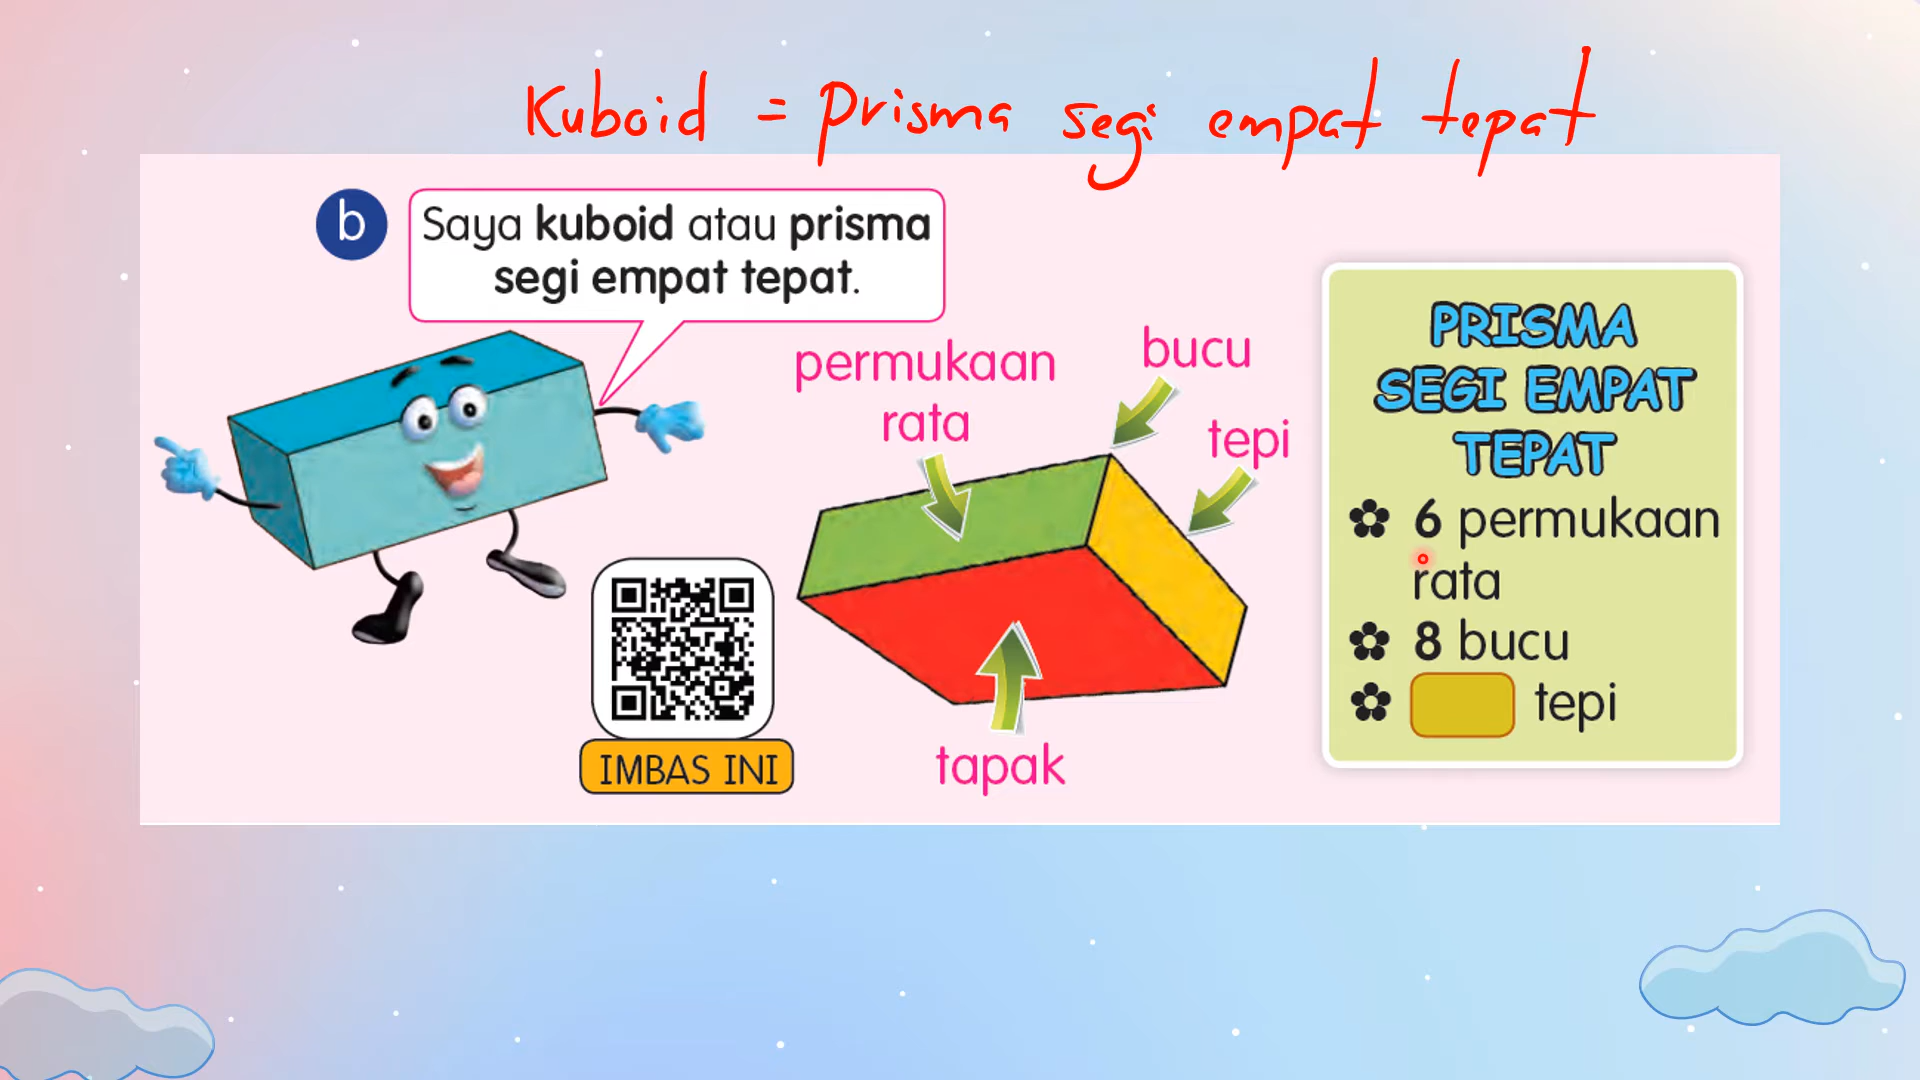 Kuboid = Prisma segi empat tepat
b
Saya kuboid atau prisma
segi empat tepat.
permukaan
rata
bucu
tepi
tapak
IMBAS INI
PRISMA
SEGI EMPAT
TEPAT
6 permukaan
rata
8 bucu
tepi